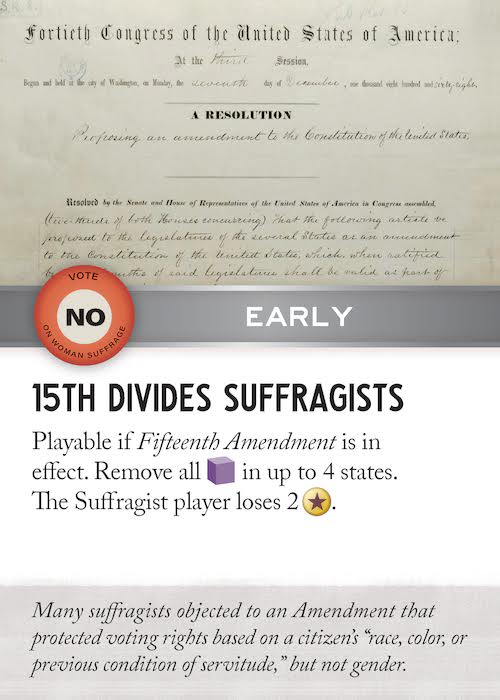 Fortieth Congress of the United States of America;
At the third Session,
Begun and held at the city of Washington, on Monday, the seventh day of December, one thousand eight hundred and sixty-eight,
A RESOLUTION
Proposing an amendment to the Constitution of the United States.
Resolved by the Senate and House of Representatives of the United States of America in Congress assembled,
(two-thirds of both Houses concurring) That the following article be
proposed to the legislatures of the several States as an amendment
to the Constitution of the United States, which, when ratified
of said legislatures shall be valid as part of
VOTE
NO
ON WOMAN SUFFRAGE
EARLY
15TH DIVIDES SUFFRAGISTS
Playable if Fifteenth Amendment is in
effect. Remove all in up to 4 states.
The Suffragist player loses 2 .
Many suffragists objected to an Amendment that
protected voting rights based on a citizen's “race, color, or
previous condition of servitude,” but not gender.